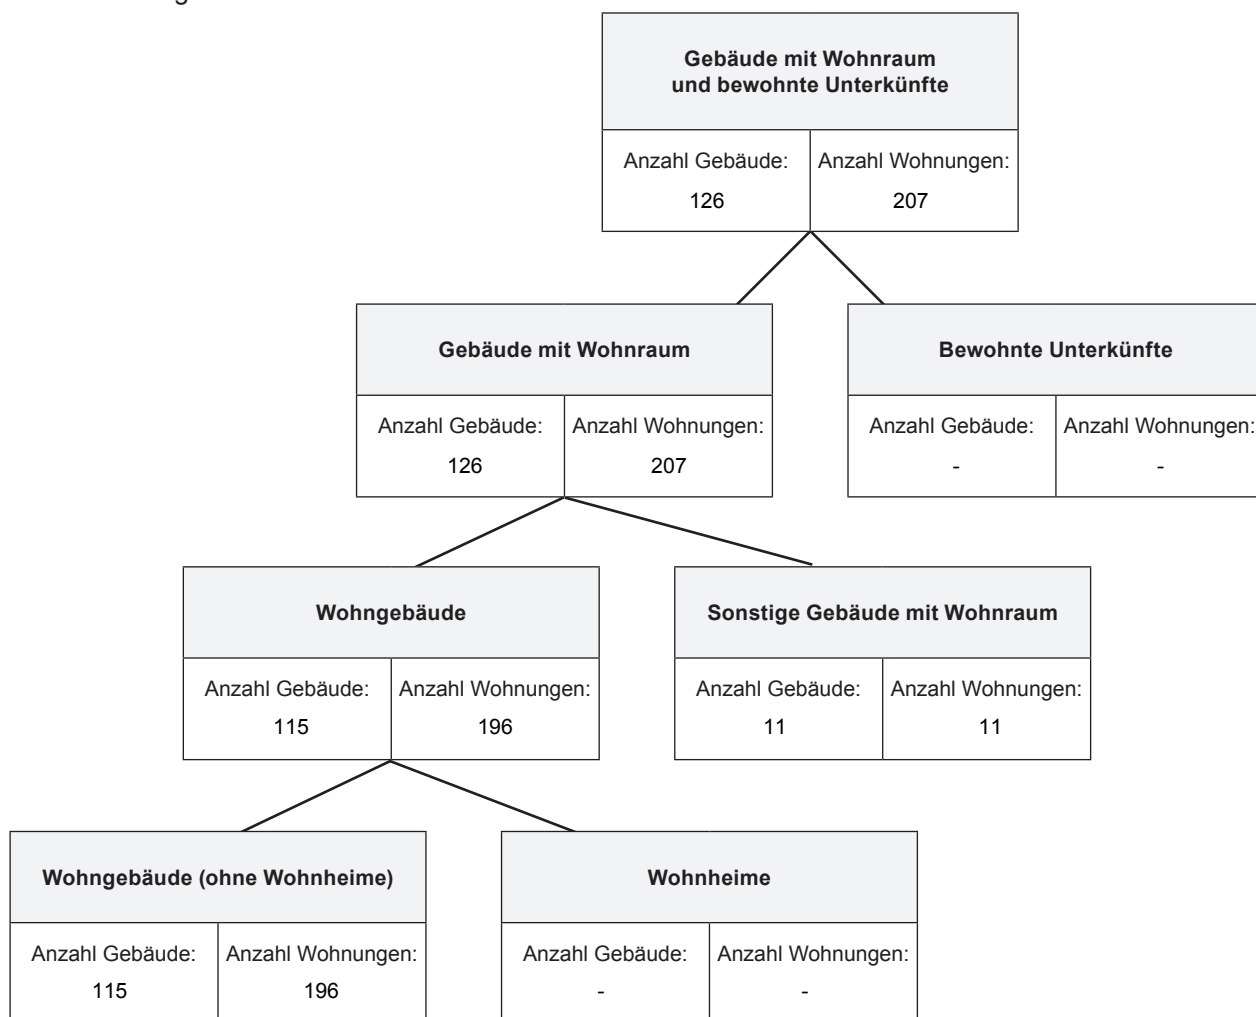 Gebäude mit Wohnraum
und bewohnte Unterkünfte
Anzahl Gebäude: Anzahl Wohnungen:
126 207
Gebäude mit Wohnraum
Anzahl Gebäude: Anzahl Wohnungen:
126 207
Bewohnte Unterkünfte
Anzahl Gebäude: Anzahl Wohnungen:
- -
Wohngebäude
Anzahl Gebäude: Anzahl Wohnungen:
115 196
Sonstige Gebäude mit Wohnraum
Anzahl Gebäude: Anzahl Wohnungen:
11 11
Wohngebäude (ohne Wohnheime)
Anzahl Gebäude: Anzahl Wohnungen:
115 196
Wohnheime
Anzahl Gebäude: Anzahl Wohnungen:
- -